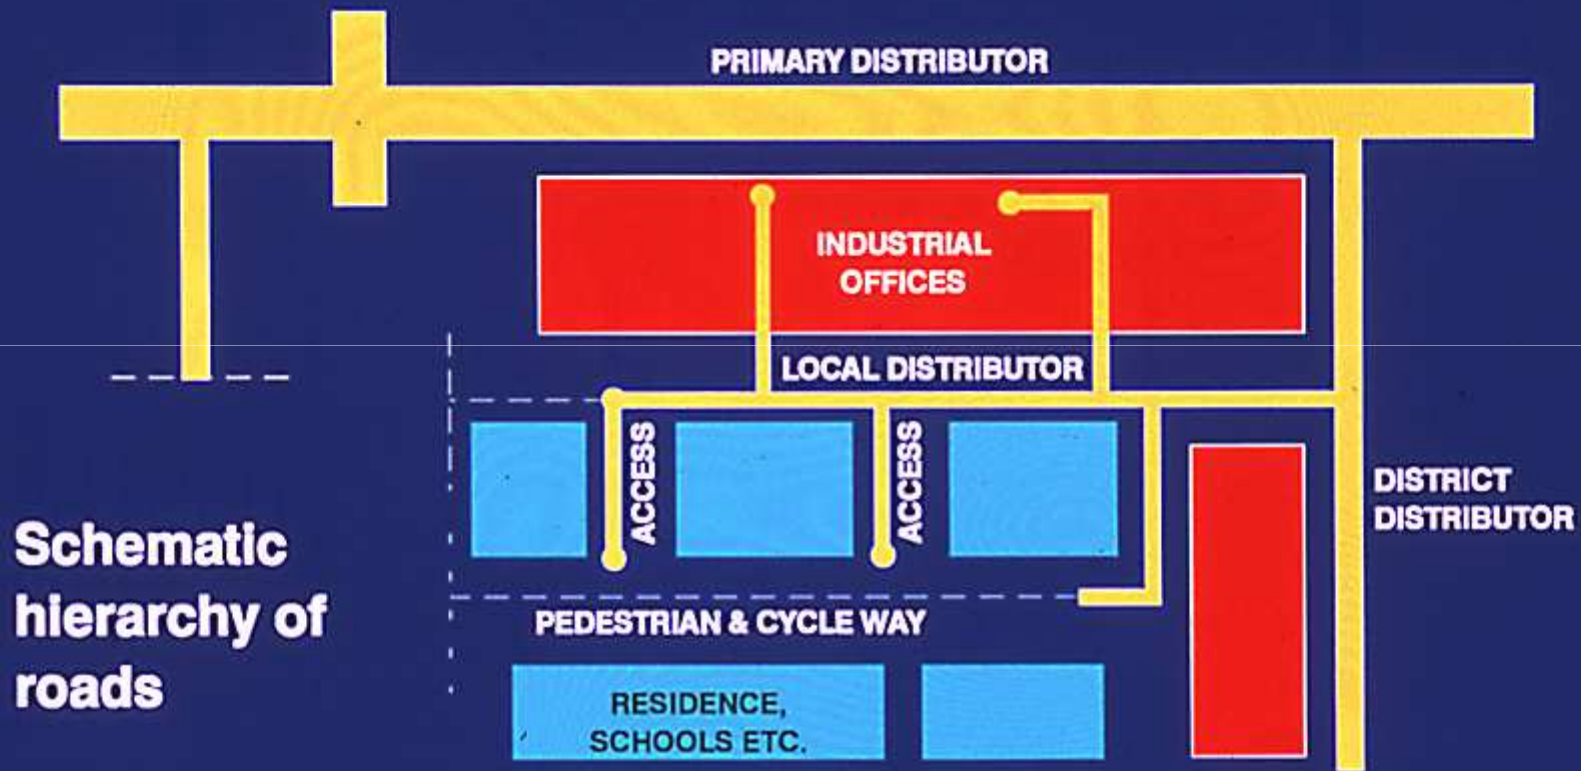 PRIMARY DISTRIBUTOR
INDUSTRIAL
OFFICES
LOCAL DISTRIBUTOR
ACCESS
ACCESS
DISTRICT
DISTRIBUTOR
Schematic
hierarchy of
roads
PEDESTRIAN & CYCLE WAY
RESIDENCE,
SCHOOLS ETC.